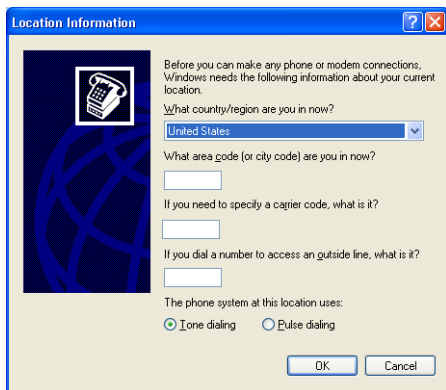 Location Information
Before you can make any phone or modem connections,
Windows needs the following information about your current
location.
What country/region are you in now?
United States
What area code (or city code) are you in now?
If you need to specify a carrier code, what is it?
If you dial a number to access an outside line, what is it?
The phone system at this location uses:
Tone dialing Pulse dialing
OK Cancel